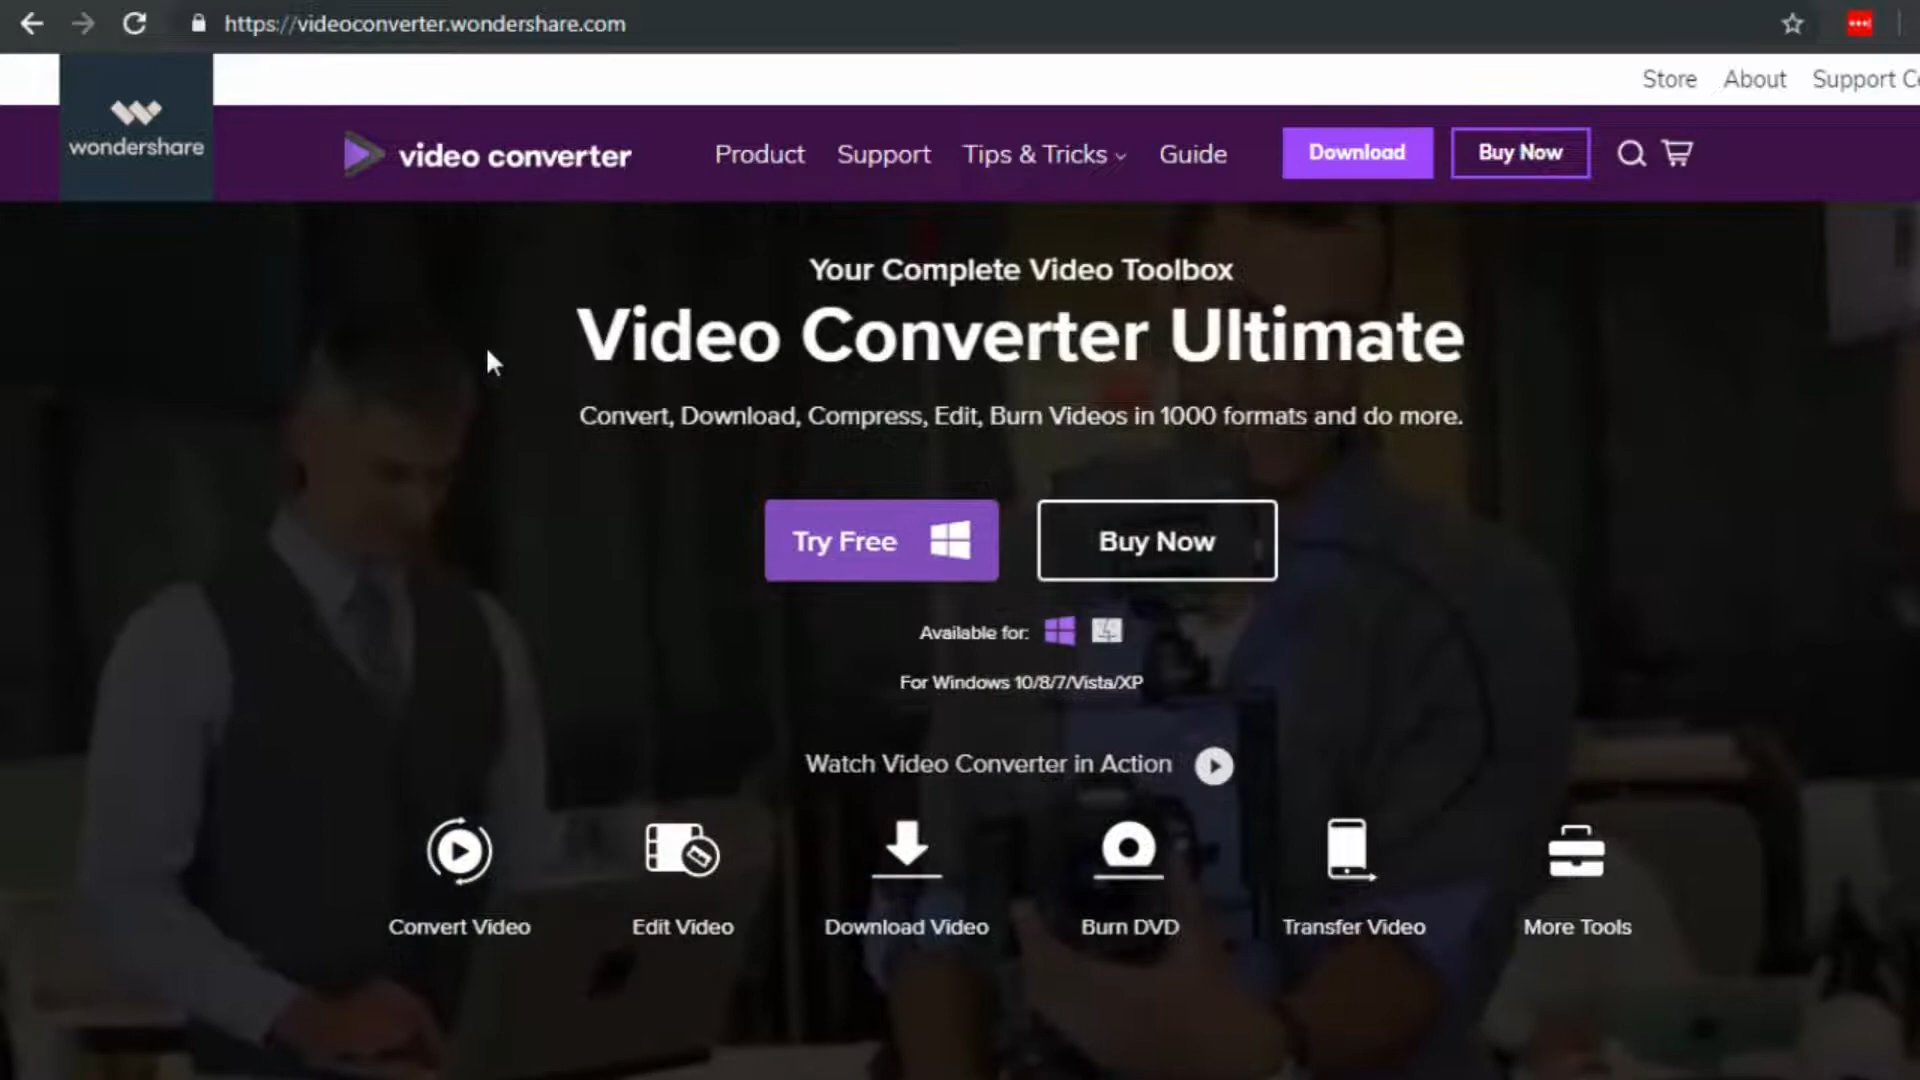 https://videoconverter.wondershare.com
Store About Support Ce
wondershare
video converter Product Support Tips & Tricks Guide Download Buy Now
Your Complete Video Toolbox
Video Converter Ultimate
Convert, Download, Compress, Edit, Burn Videos in 1000 formats and do more.
Try Free Buy Now
Available for:
For Windows 10/8/7/Vista/XP
Watch Video Converter in Action
Convert Video Edit Video Download Video Burn DVD Transfer Video More Tools